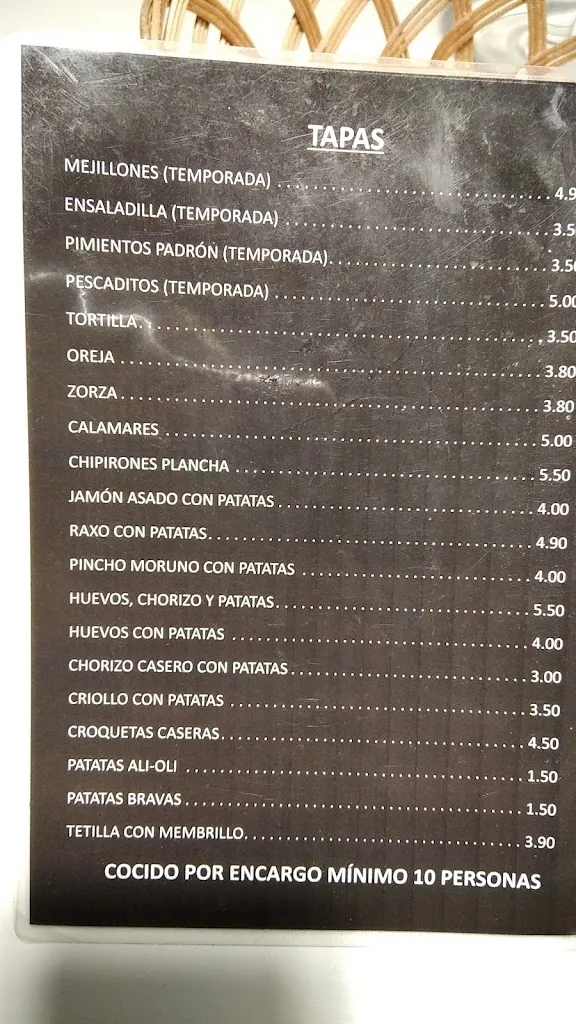 TAPAS
MEJILLONES (TEMPORADA) 4.9
ENSALADILLA (TEMPORADA) 3.5
PIMIENTOS PADRÓN (TEMPORADA) 3.50
PESCADITOS (TEMPORADA) 5.00
TORTILLA 3.50
OREJA 3.80
ZORZA 3.80
CALAMARES 5.00
CHIPIRONES PLANCHA 5.50
JAMÓN ASADO CON PATATAS 4.00
RAXO CON PATATAS 4.90
PINCHO MORUNO CON PATATAS 4.00
HUEVOS, CHORIZO Y PATATAS 5.50
HUEVOS CON PATATAS 4.00
CHORIZO CASERO CON PATATAS 3.00
CRIOLLO CON PATATAS 3.50
CROQUETAS CASERAS 4.50
PATATAS ALI-OLI 1.50
PATATAS BRAVAS 1.50
TETILLA CON MEMBRILLO 3.90
COCIDO POR ENCARGO MÍNIMO 10 PERSONAS